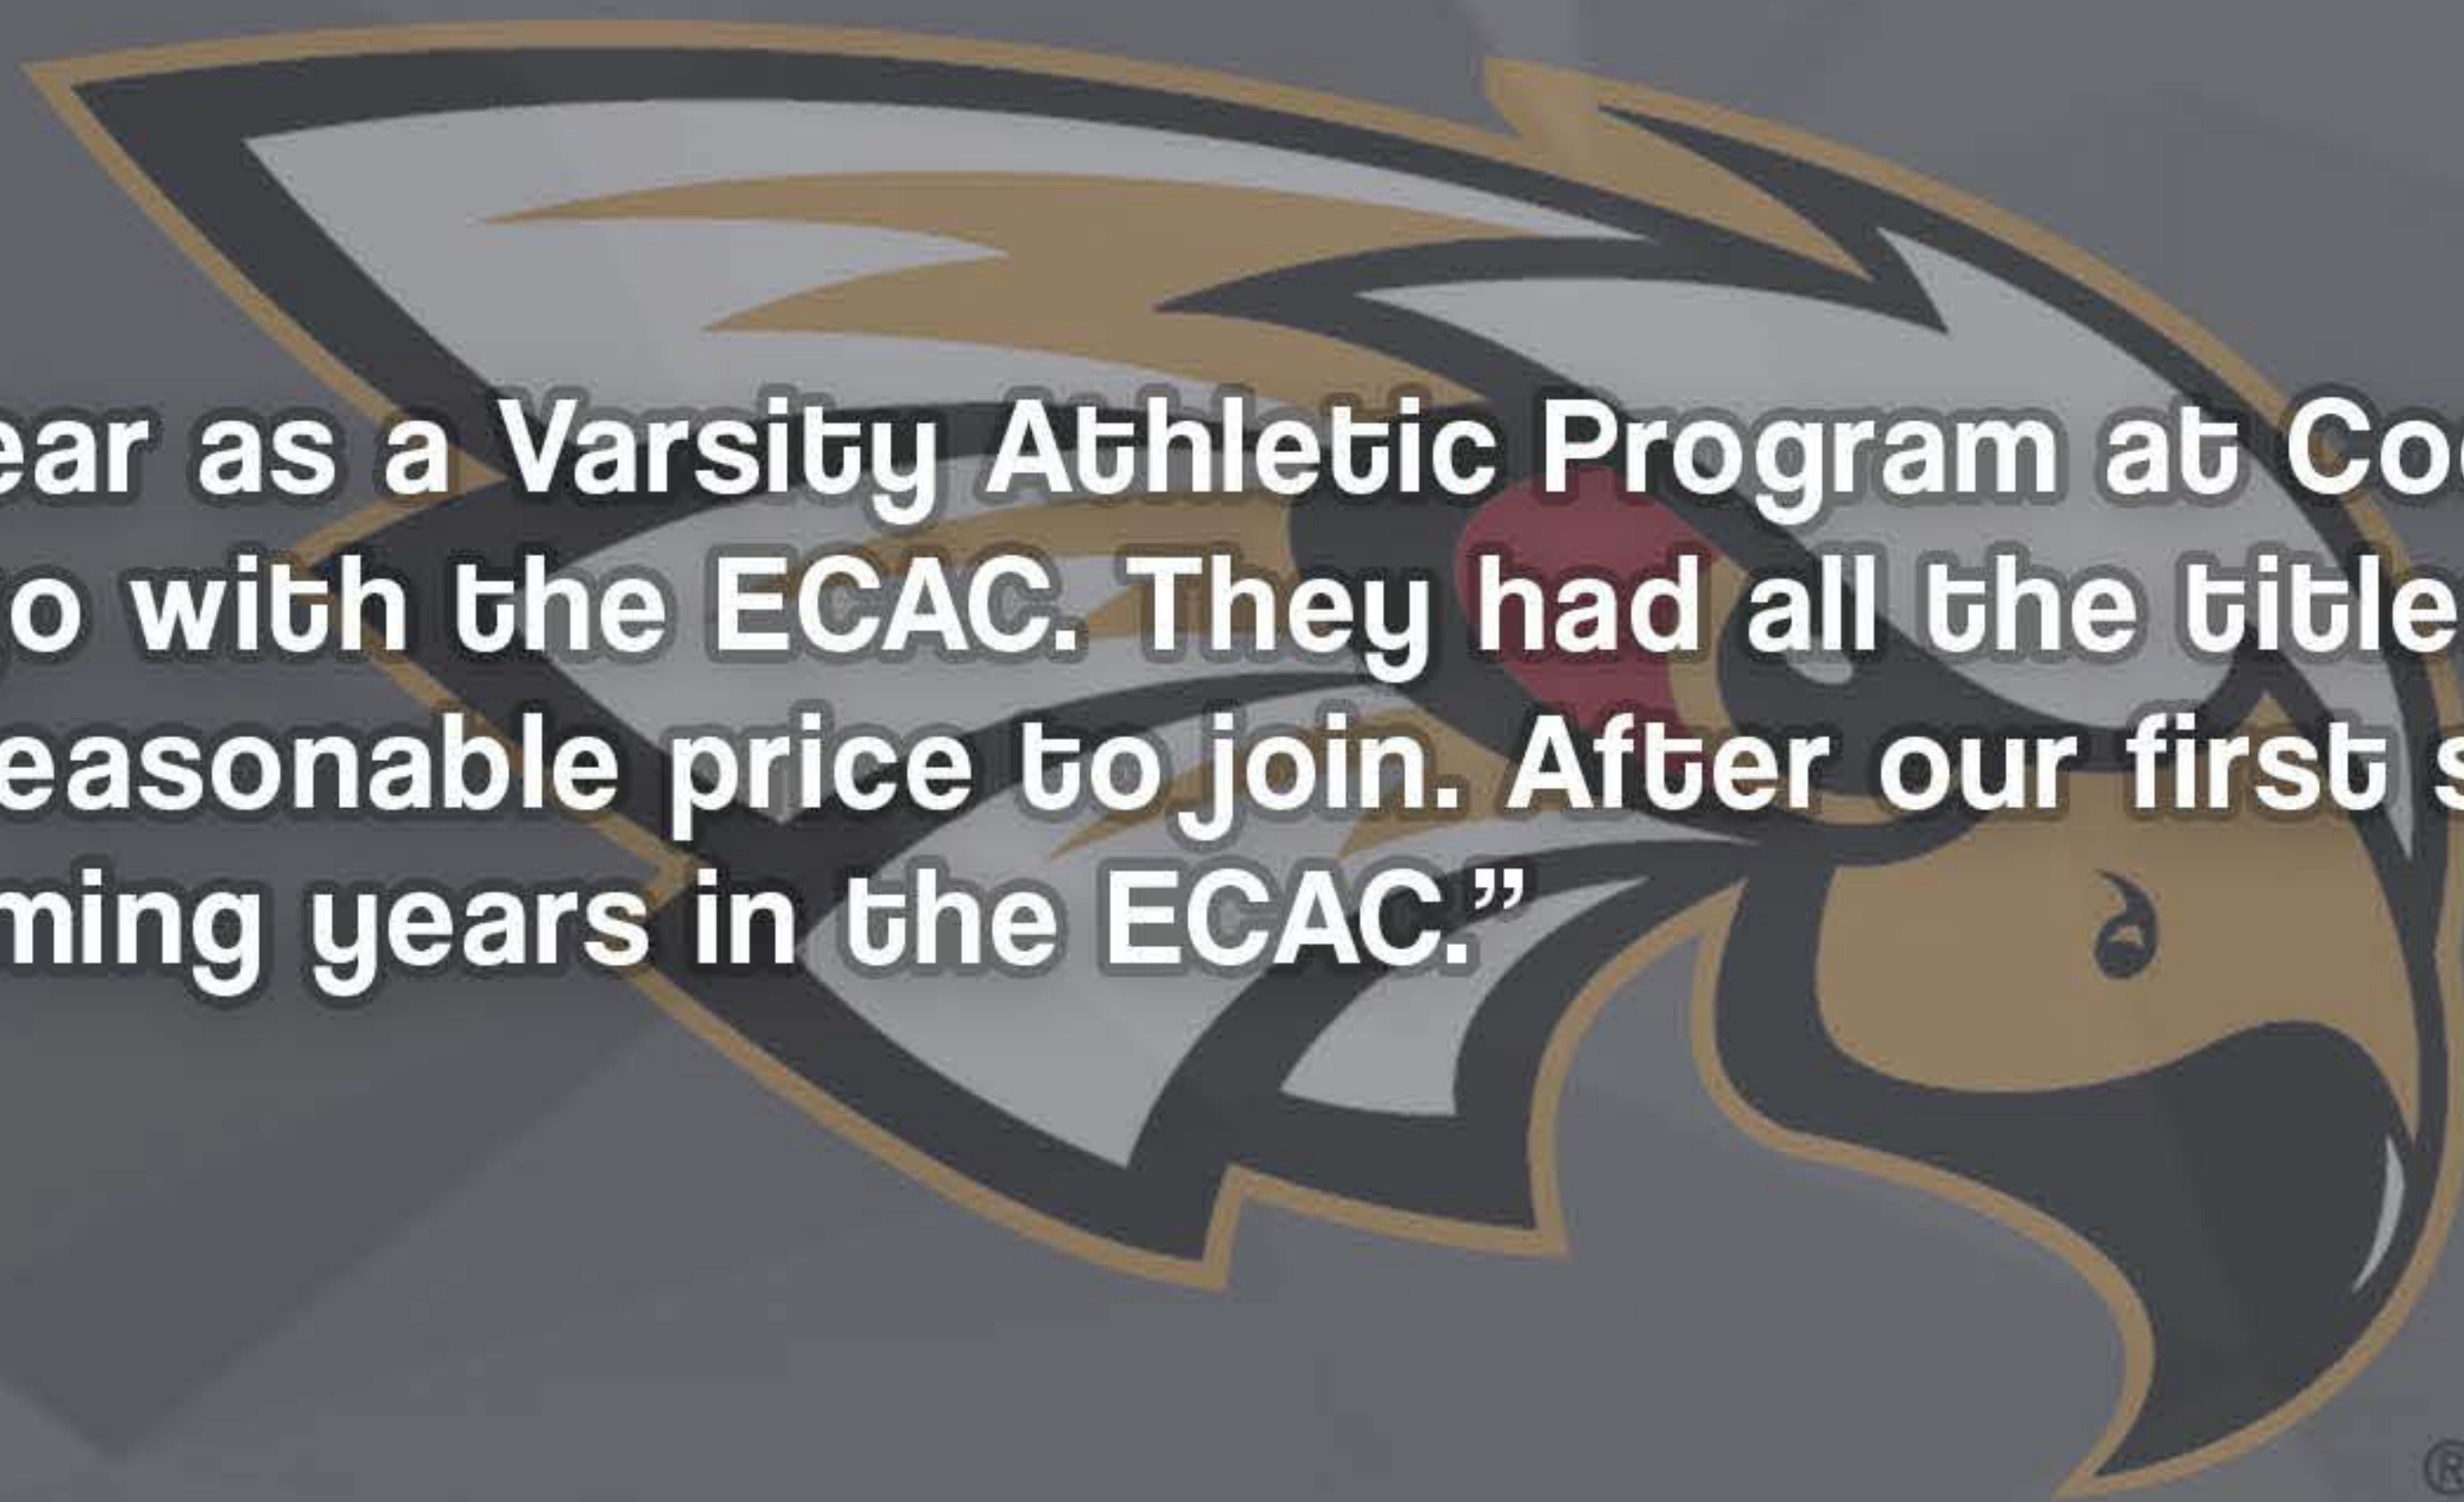 ear as a Varsity Athletic Program at Co
o with the ECAC. They had all the title
easonable price to join. After our first s
ming years in the ECAC.”
®